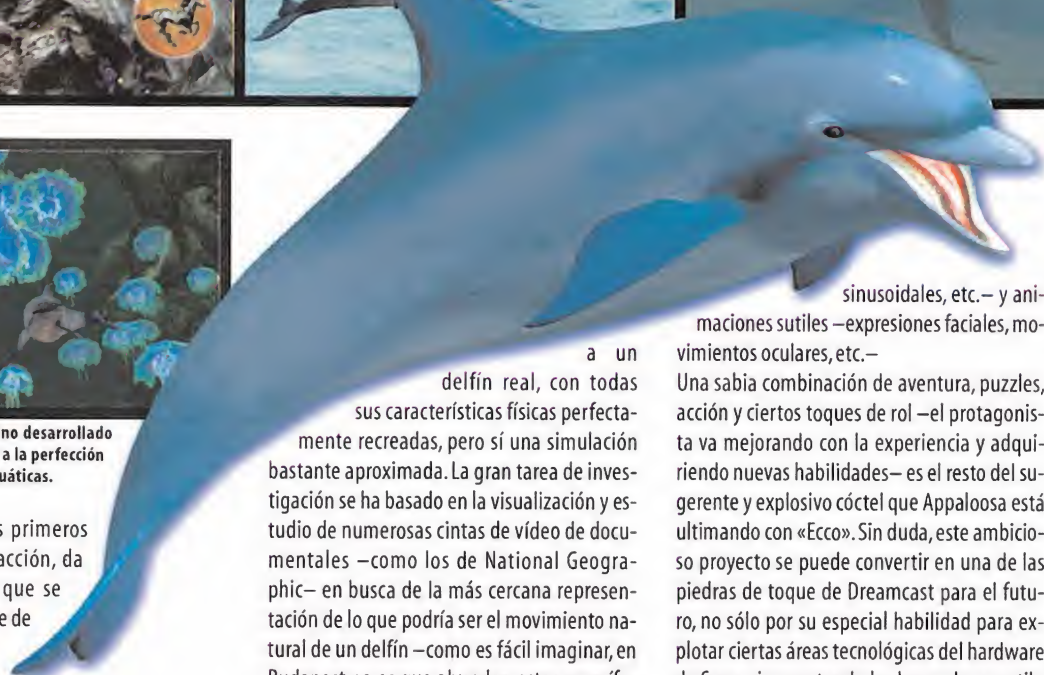 no desarrollado
a la perfección
uáticas.
s primeros
acción, da
que se
e de
a un
delfín real, con todas
sus características físicas perfecta-
mente recreadas, pero sí una simulación
bastante aproximada. La gran tarea de inves-
tigación se ha basado en la visualización y es-
tudio de numerosas cintas de vídeo de docu-
mentales –como los de National Geogra-
phic– en busca de la más cercana represen-
tación de lo que podría ser el movimiento na-
tural de un delfín –como es fácil imaginar, en
sinusoidales, etc.– y ani-
maciones sutiles –expresiones faciales, mo-
vimientos oculares, etc.–
Una sabia combinación de aventura, puzzles,
acción y ciertos toques de rol –el protagonis-
ta va mejorando con la experiencia y adqui-
riendo nuevas habilidades– es el resto del su-
gerente y explosivo cóctel que Appaloosa está
ultimando con «Ecco». Sin duda, este ambicio-
so proyecto se puede convertir en una de las
piedras de toque de Dreamcast para el futu-
ro, no sólo por su especial habilidad para ex-
plotar ciertas áreas tecnológicas del hardware